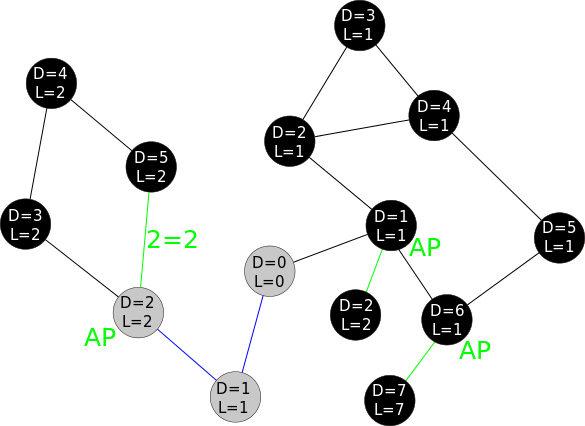 D=3
L=1
D=4
L=2
D=4
L=1
D=2
L=1
D=5
L=2
D=3
L=2
D=1
L=1
AP
D=5
L=1
2=2
D=0
L=0
D=2
L=2
AP
D=2
L=2
D=6
L=1
AP
D=1
L=1
D=7
L=7